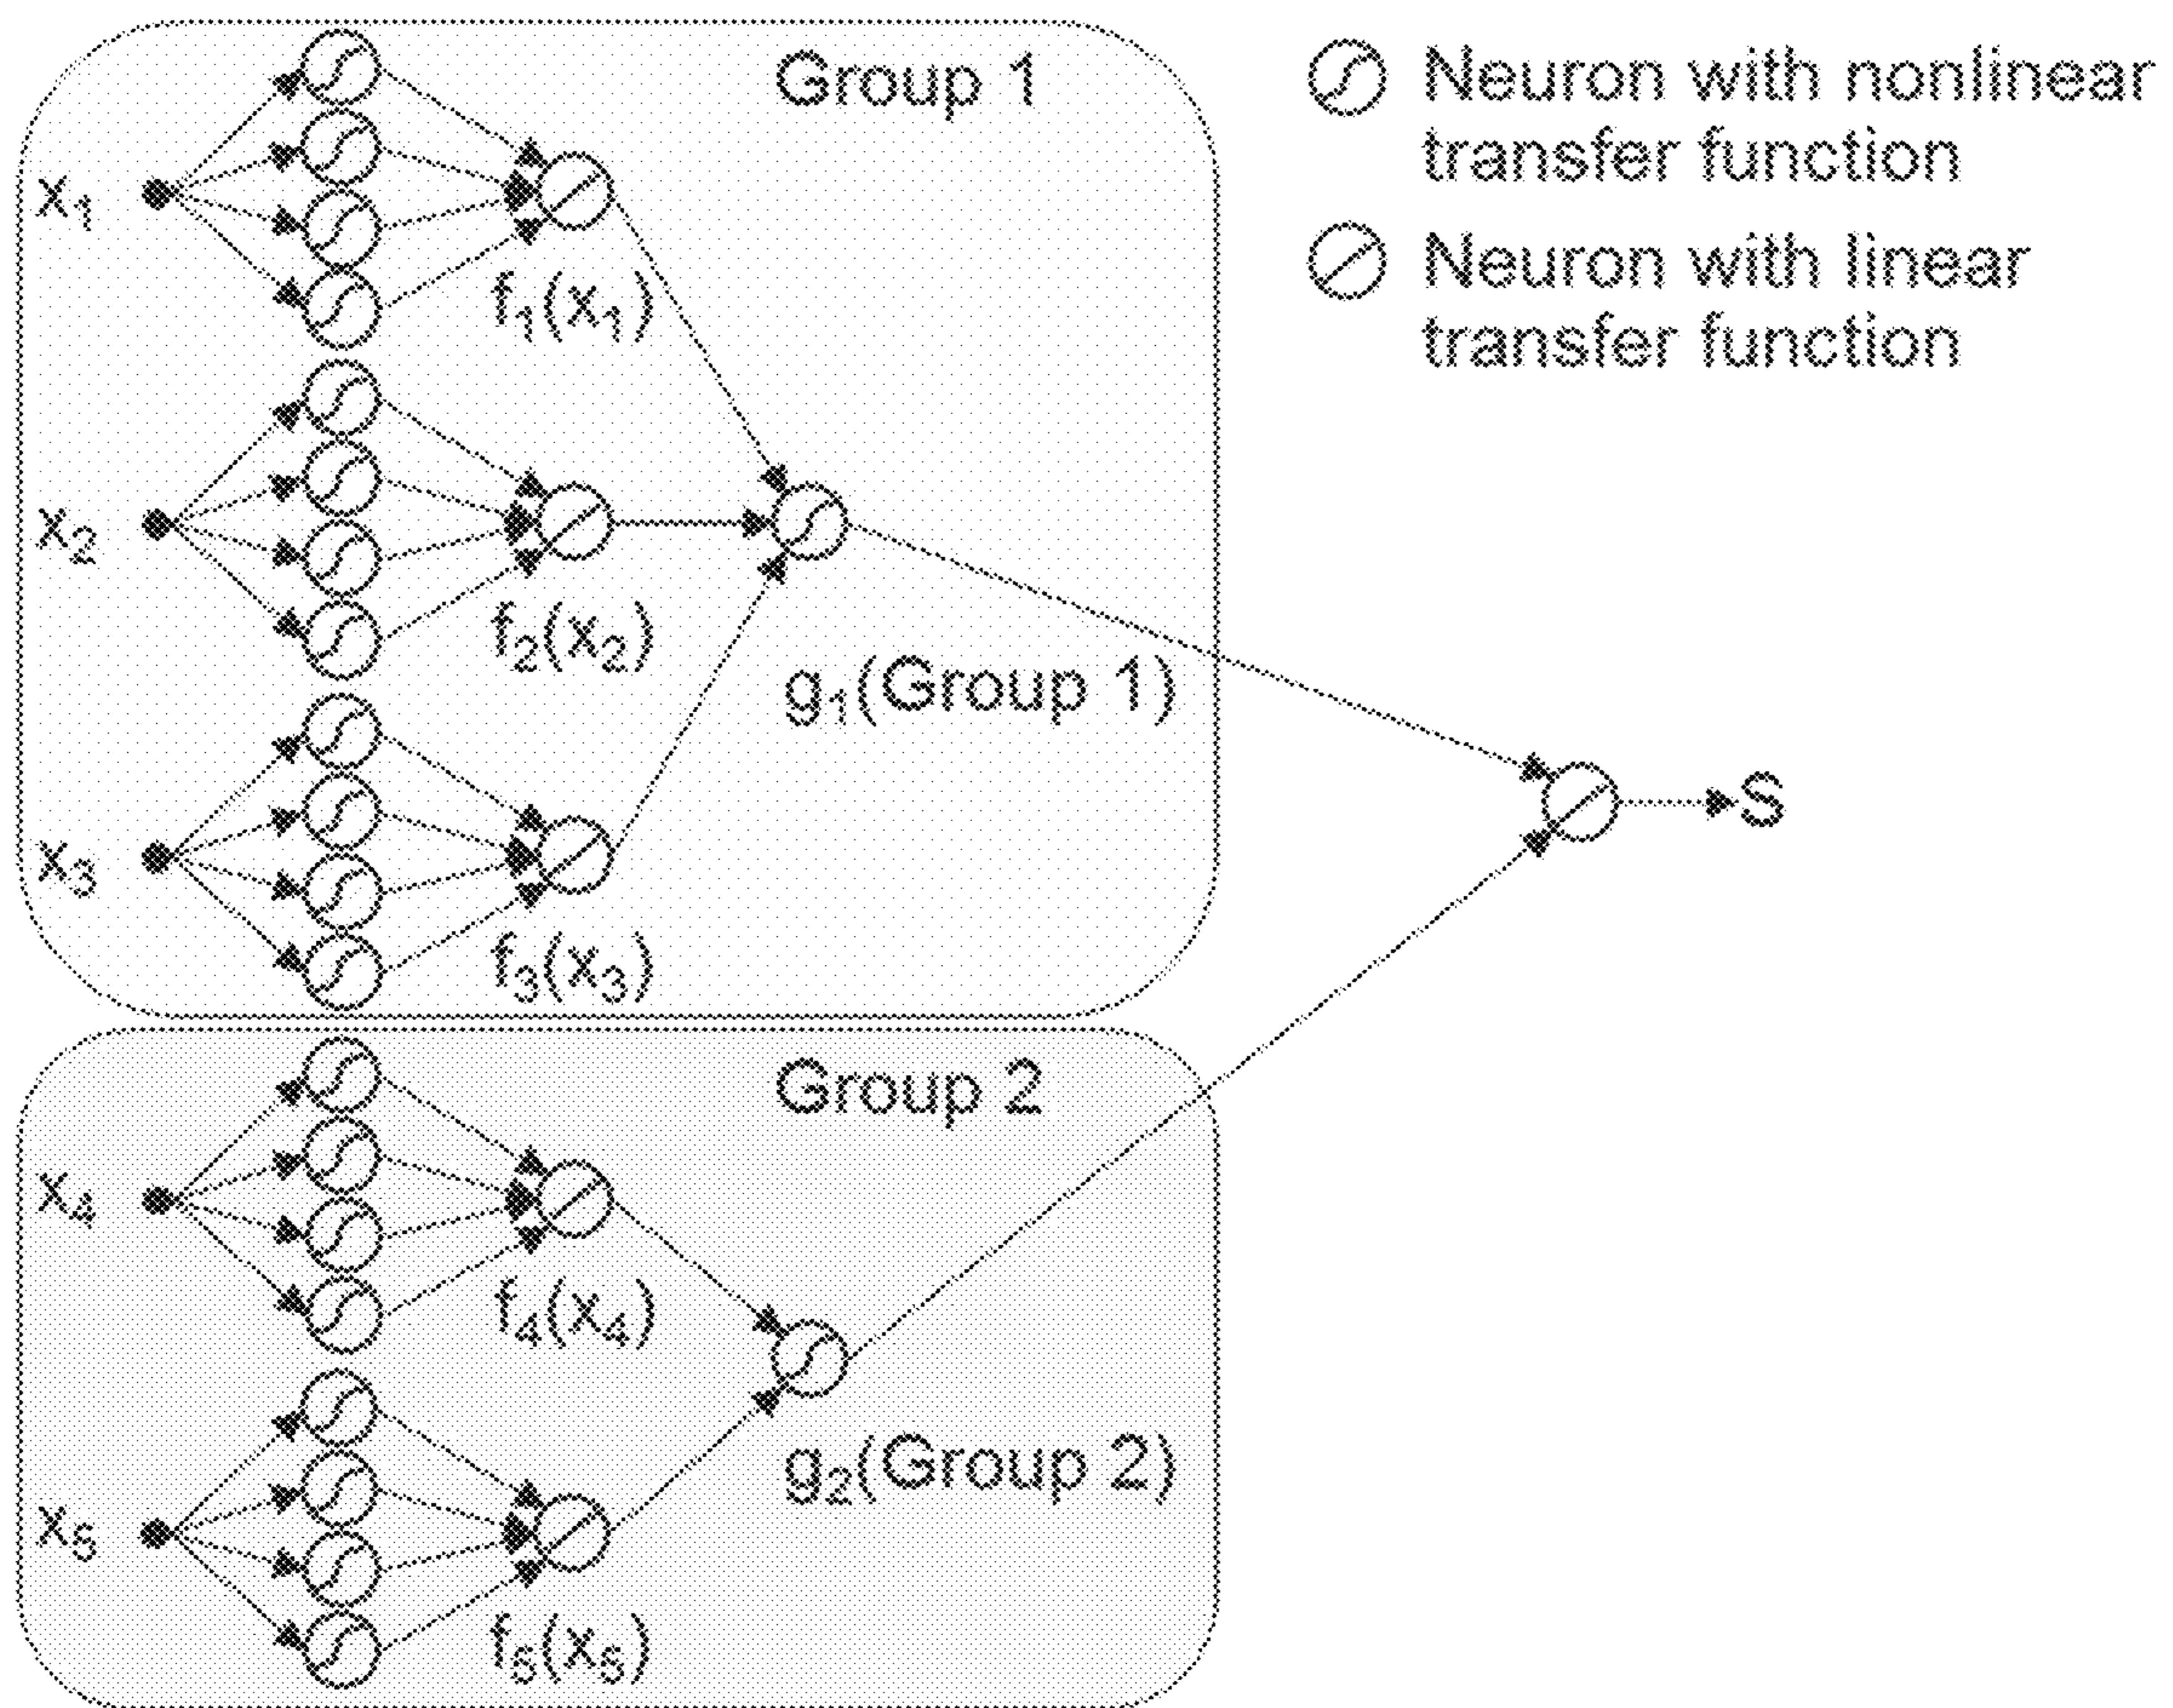 Group 1
Neuron with nonlinear
transfer function
Neuron with linear
transfer function
x₁
f₁(x₁)
x₂
f₂(x₂)
g₁(Group 1)
x₃
f₃(x₃)
S
Group 2
x₄
f₄(x₄)
g₂(Group 2)
x₅
f₅(x₅)